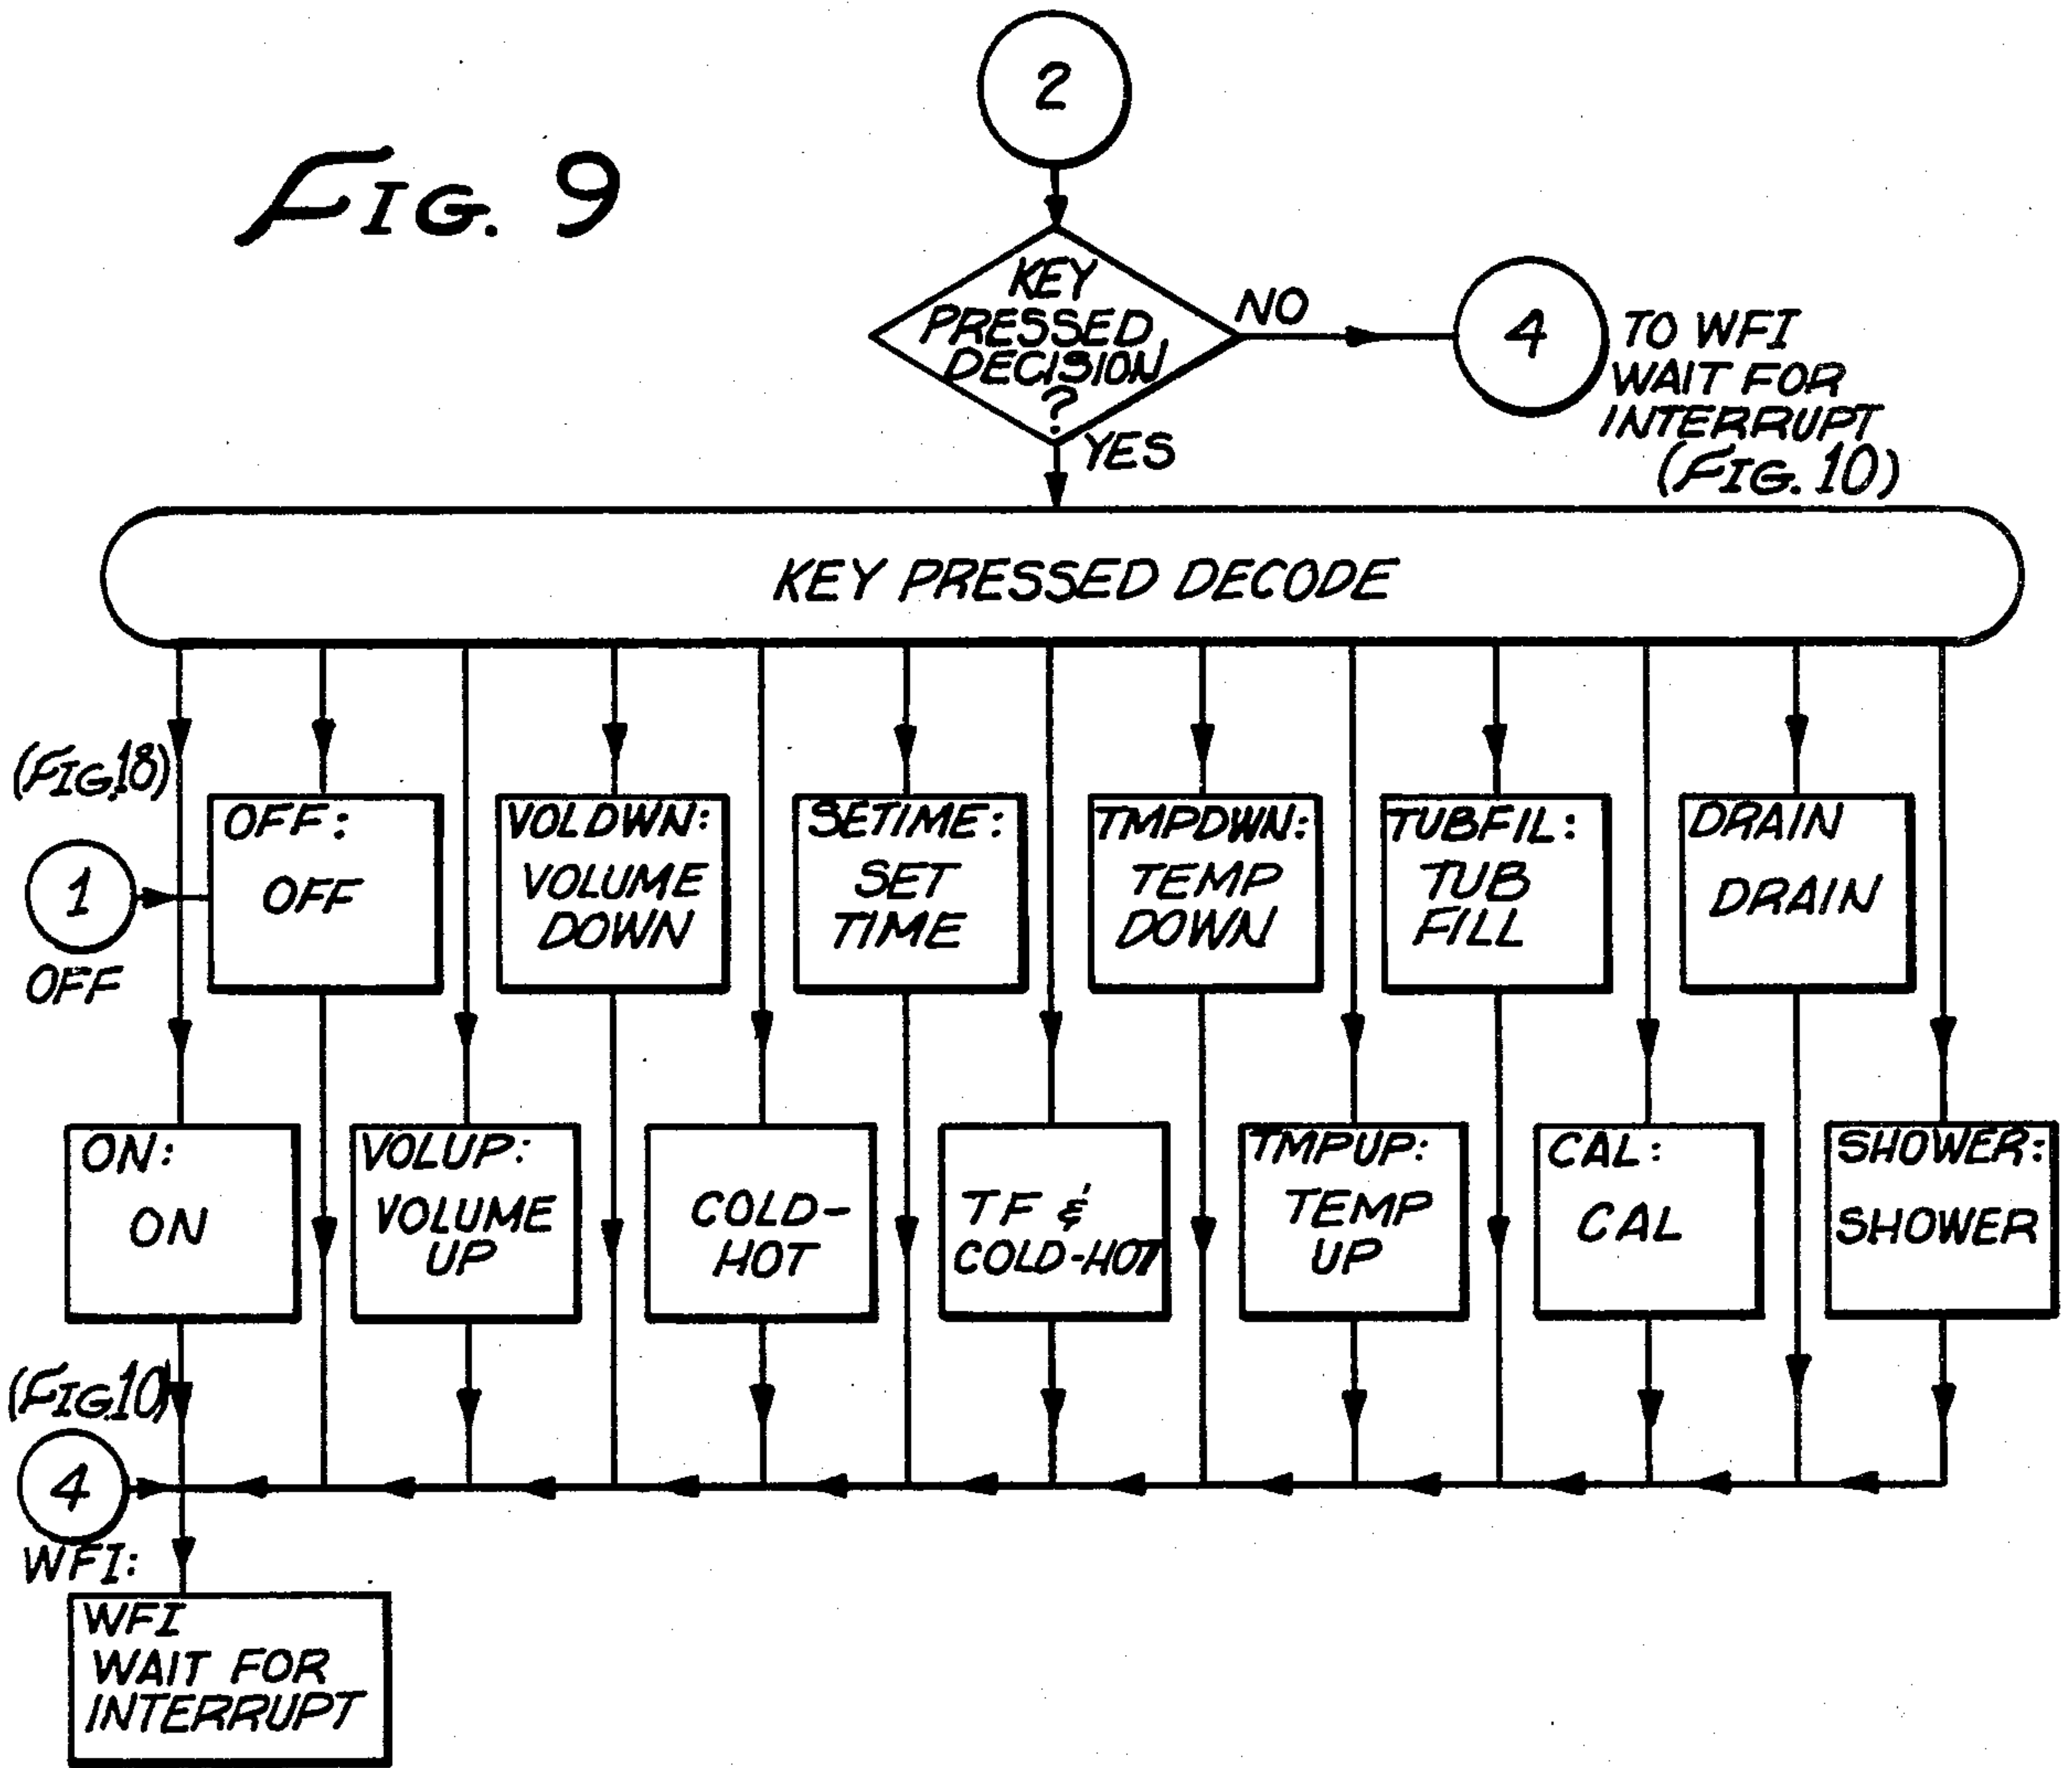 FIG. 9
2
KEY
PRESSED
DECISION
?
NO
4
TO WFI
WAIT FOR
INTERRUPT
(FIG. 10)
YES
KEY PRESSED DECODE
(FIG.18)
1
OFF
OFF:
OFF
VOLDWN:
VOLUME
DOWN
SETIME:
SET
TIME
TMPDWN:
TEMP
DOWN
TUBFIL:
TUB
FILL
DRAIN
DRAIN
ON:
ON
VOLUP:
VOLUME
UP
COLD-
HOT
TF &
COLD-HOT
TMPUP:
TEMP
UP
CAL:
CAL
SHOWER:
SHOWER
(FIG.10)
4
WFI:
WFI
WAIT FOR
INTERRUPT